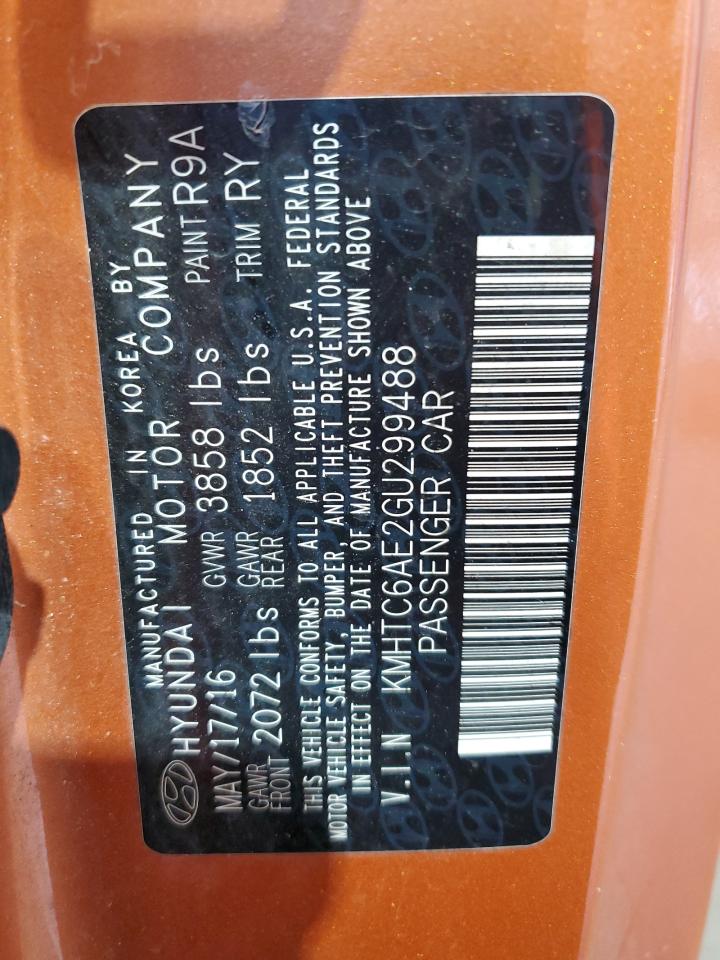 MANUFACTURED IN KOREA BY
HYUNDAI MOTOR COMPANY
MAY/17/16 GVWR 3858 lbs PAINT R9A
GAWR FRONT 2072 lbs GAWR REAR 1852 lbs TRIM RY
THIS VEHICLE CONFORMS TO ALL APPLICABLE U.S.A. FEDERAL
MOTOR VEHICLE SAFETY, BUMPER, AND THEFT PREVENTION STANDARDS
IN EFFECT ON THE DATE OF MANUFACTURE SHOWN ABOVE
V.I.N KMHTC6AE2GU299488
PASSENGER CAR